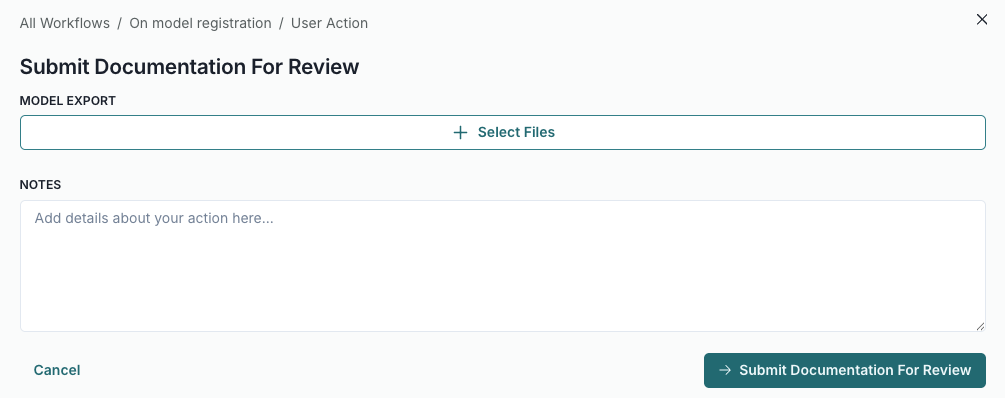 All Workflows / On model registration / User Action
Submit Documentation For Review
MODEL EXPORT
Select Files
NOTES
Add details about your action here...
Cancel
Submit Documentation For Review